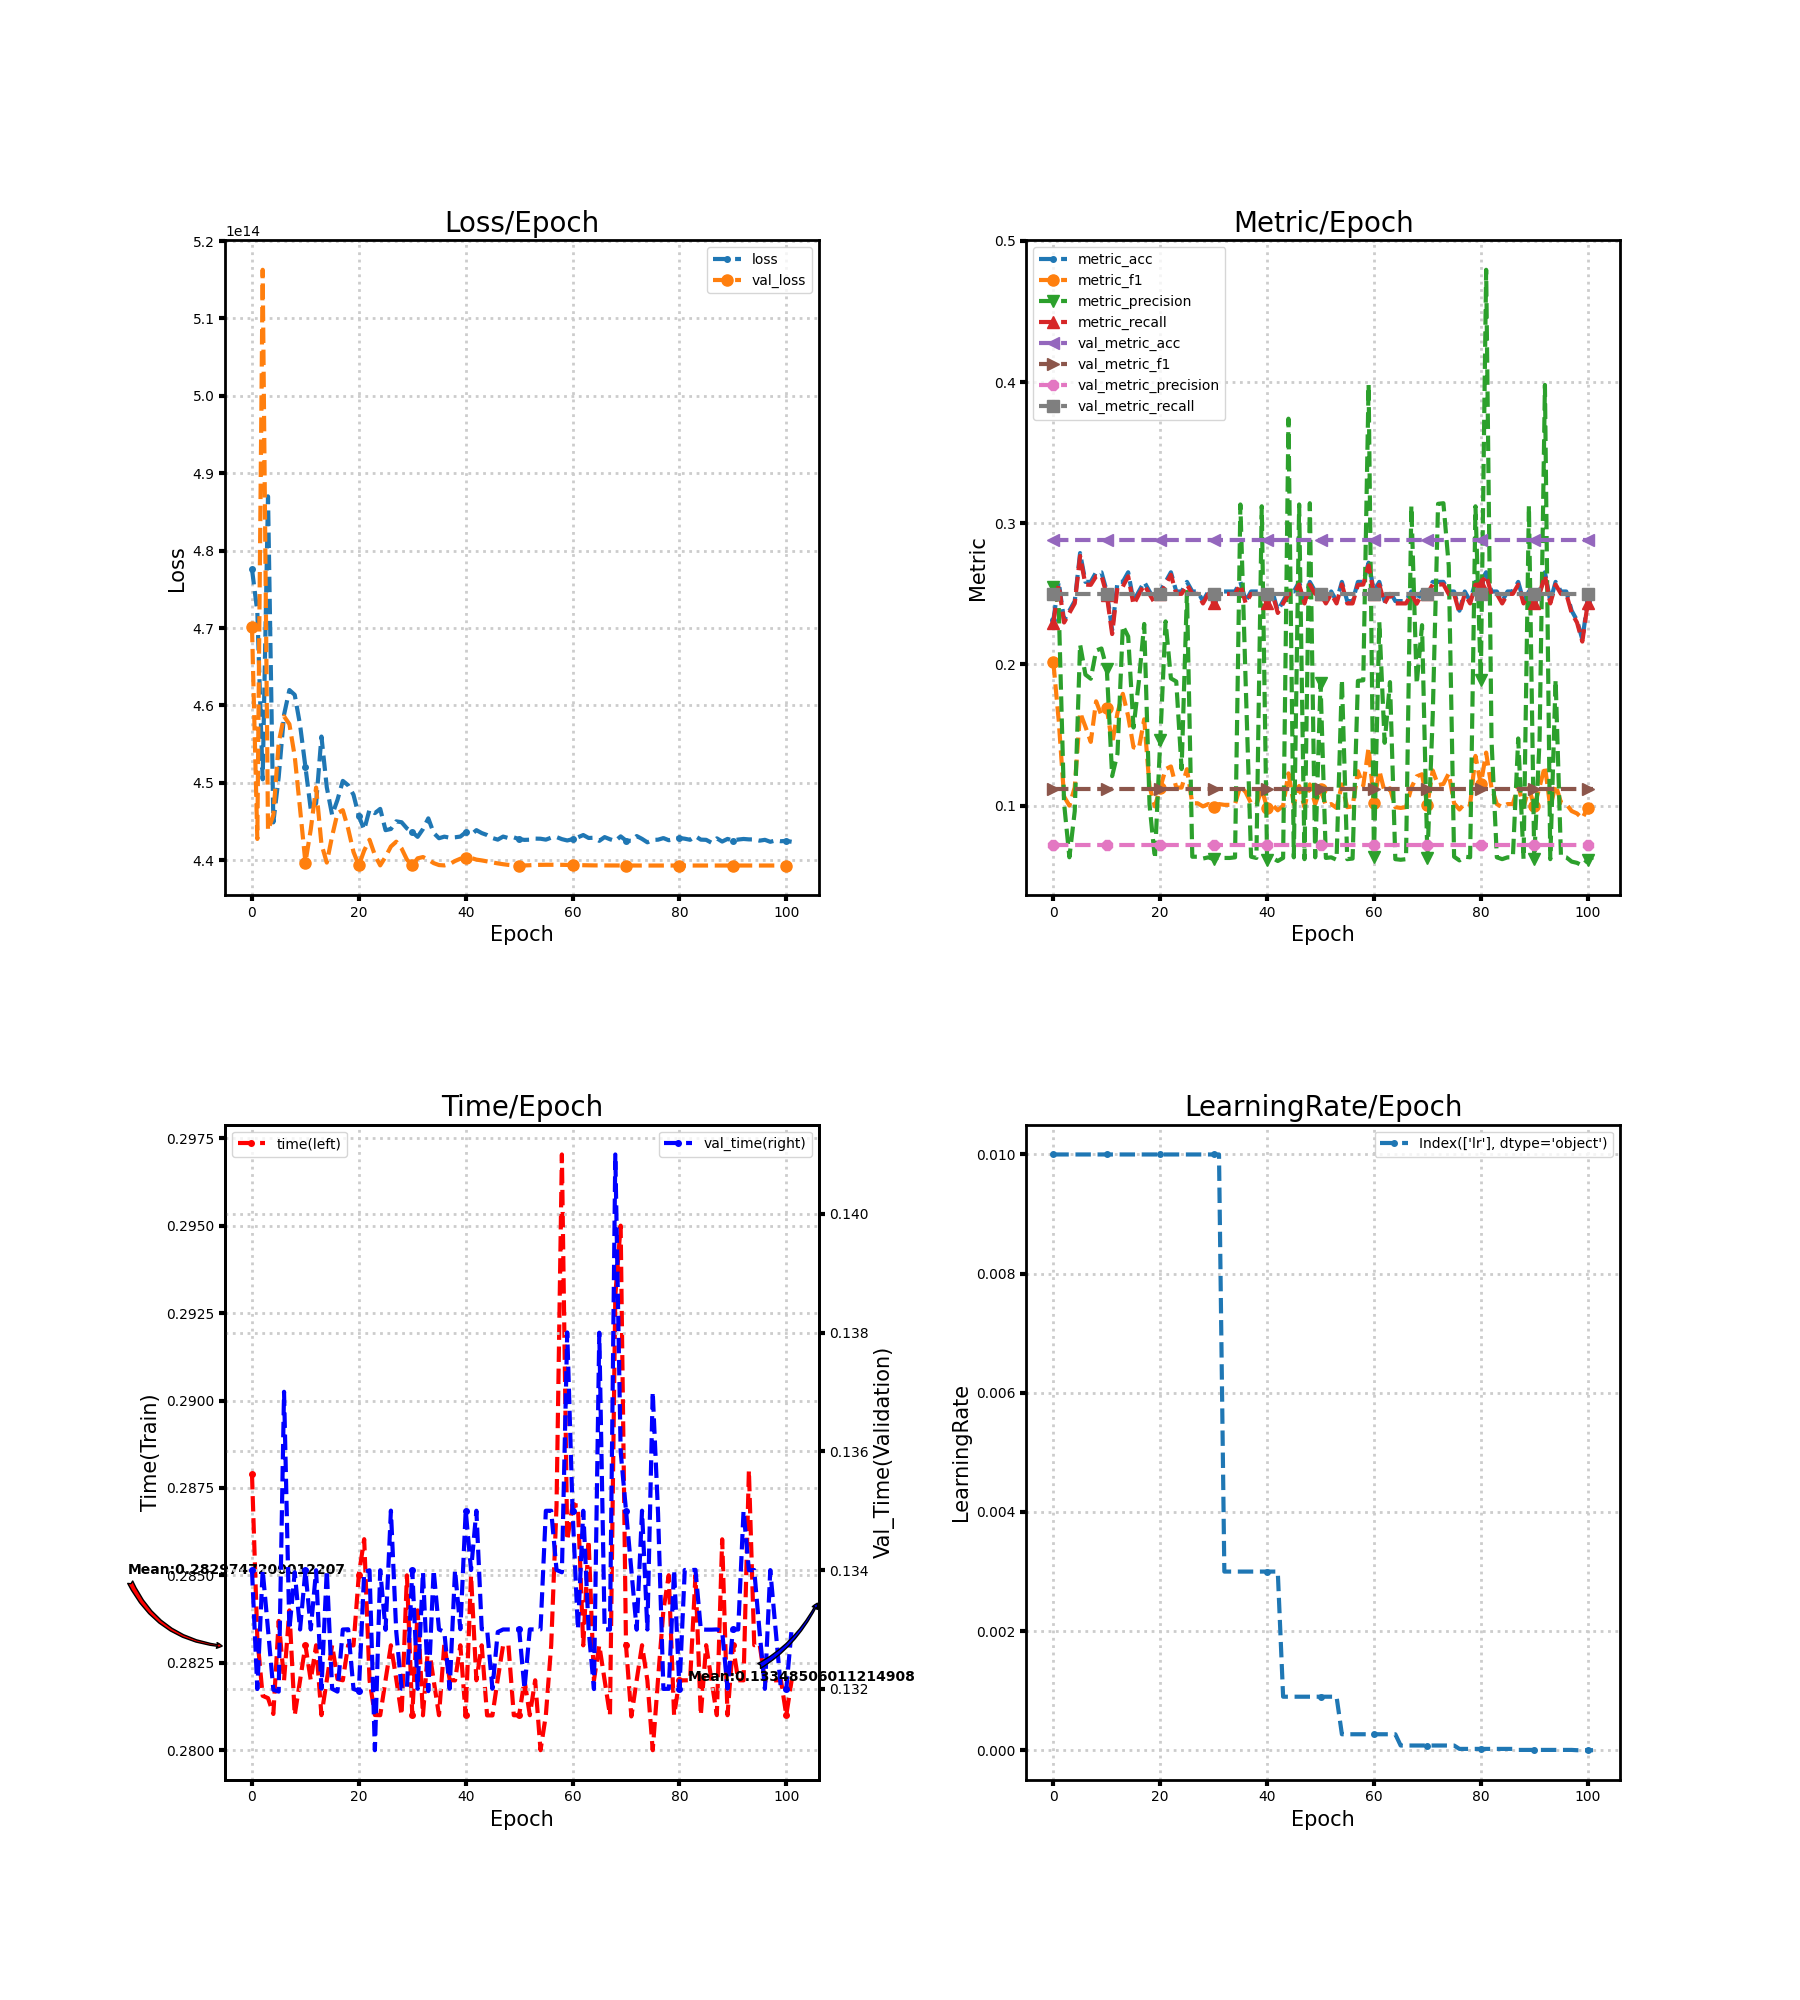 Loss/Epoch
1e14
5.2
5.1
5.0
4.9
4.8
4.7
4.6
4.5
4.4
Loss
loss
val_loss
0 20 40 60 80 100
Epoch
Metric/Epoch
0.5
0.4
0.3
0.2
0.1
Metric
metric_acc
metric_f1
metric_precision
metric_recall
val_metric_acc
val_metric_f1
val_metric_precision
val_metric_recall
0 20 40 60 80 100
Epoch
Time/Epoch
0.2975
0.2950
0.2925
0.2900
0.2875
0.2850
0.2825
0.2800
Time(Train)
time(left)
val_time(right)
0.140
0.138
0.136
0.134
0.132
Val_Time(Validation)
Mean:0.13348506011214908
0 20 40 60 80 100
Epoch
LearningRate/Epoch
0.010
0.008
0.006
0.004
0.002
0.000
LearningRate
Index(['lr'], dtype='object')
0 20 40 60 80 100
Epoch